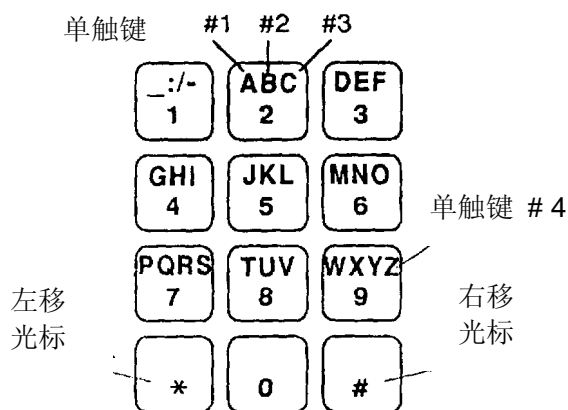 单触键 #1 #2 #3
_:/- ABC DEF
1 2 3
GHI JKL MNO
4 5 6
单触键 #4
PQRS TUV WXYZ
7 8 9
左移 右移
光标 光标
* 0 #